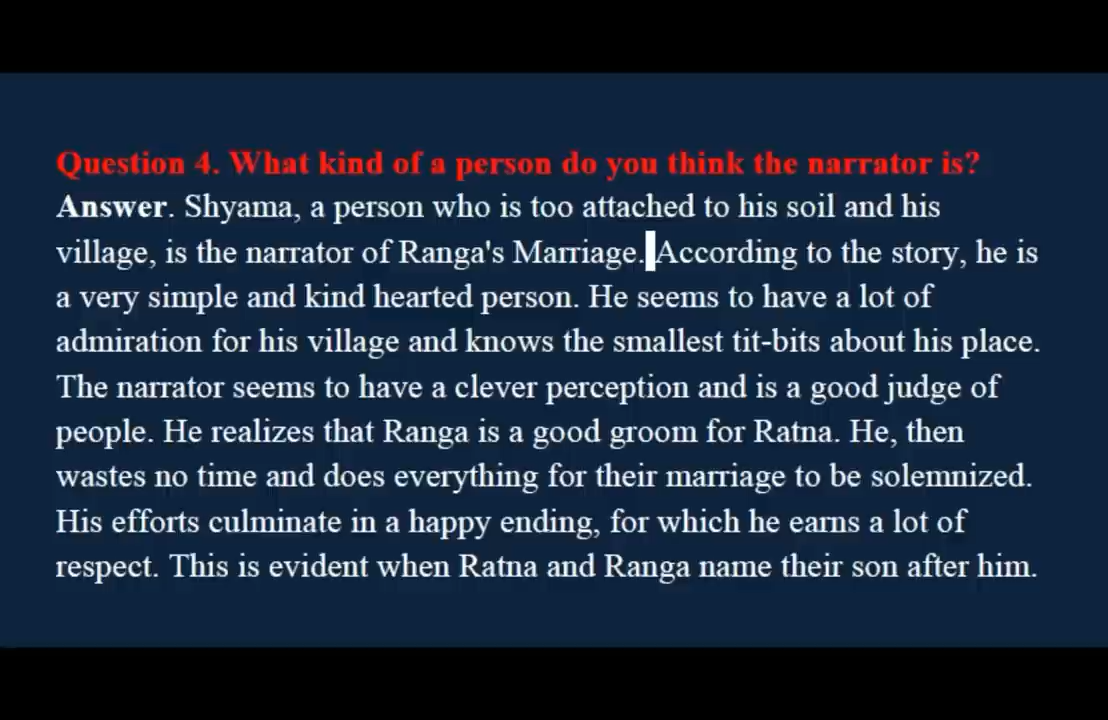 Question 4. What kind of a person do you think the narrator is?
Answer. Shyama, a person who is too attached to his soil and his
village, is the narrator of Ranga's Marriage. According to the story, he is
a very simple and kind hearted person. He seems to have a lot of
admiration for his village and knows the smallest tit-bits about his place.
The narrator seems to have a clever perception and is a good judge of
people. He realizes that Ranga is a good groom for Ratna. He, then
wastes no time and does everything for their marriage to be solemnized.
His efforts culminate in a happy ending, for which he earns a lot of
respect. This is evident when Ratna and Ranga name their son after him.